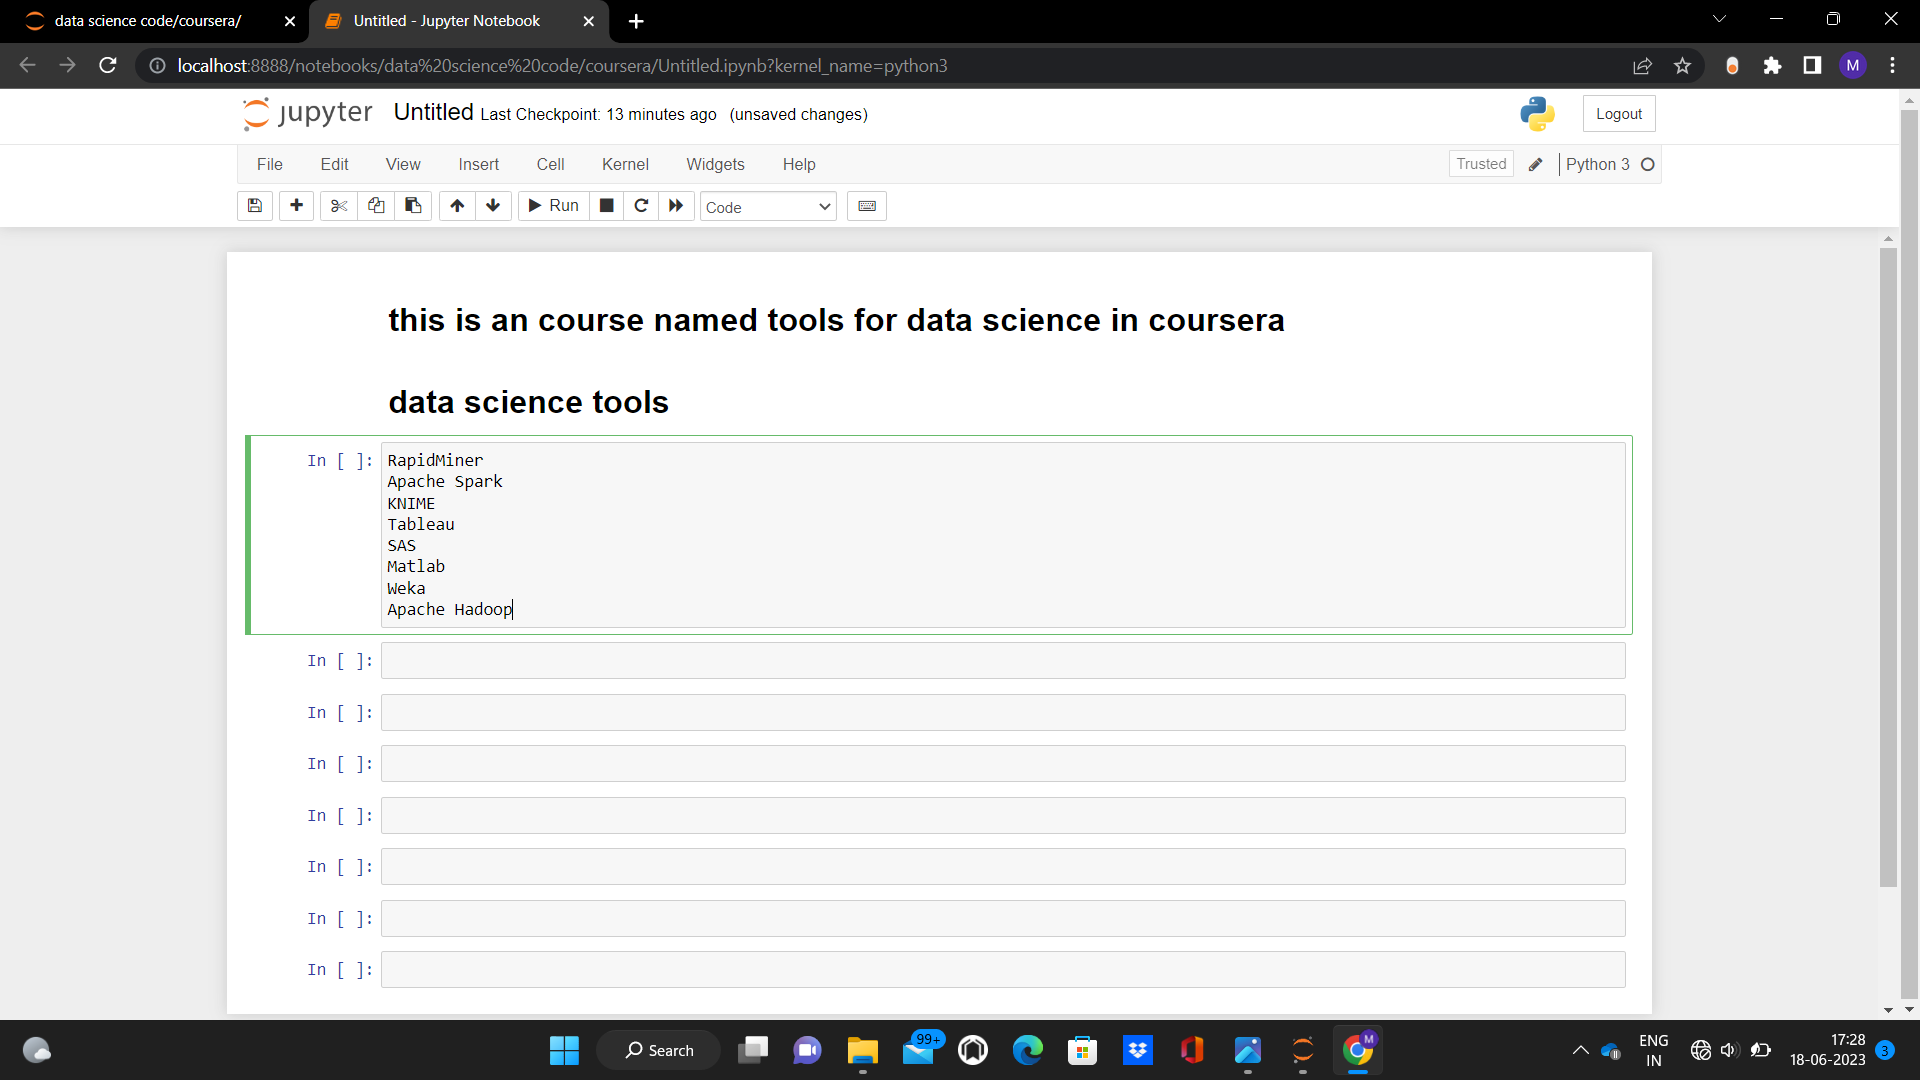 data science code/coursera/
Untitled - Jupyter Notebook
localhost:8888/notebooks/data%20science%20code/coursera/Untitled.ipynb?kernel_name=python3
M
jupyter Untitled Last Checkpoint: 13 minutes ago (unsaved changes)
Logout
File Edit View Insert Cell Kernel Widgets Help
Trusted Python 3
Run
Code
this is an course named tools for data science in coursera
data science tools
In [ ]: RapidMiner
Apache Spark
KNIME
Tableau
SAS
Matlab
Weka
Apache Hadoop
In [ ]:
In [ ]:
In [ ]:
In [ ]:
In [ ]:
In [ ]:
In [ ]:
Search
99+
M
ENG
IN
17:28
18-06-2023
3